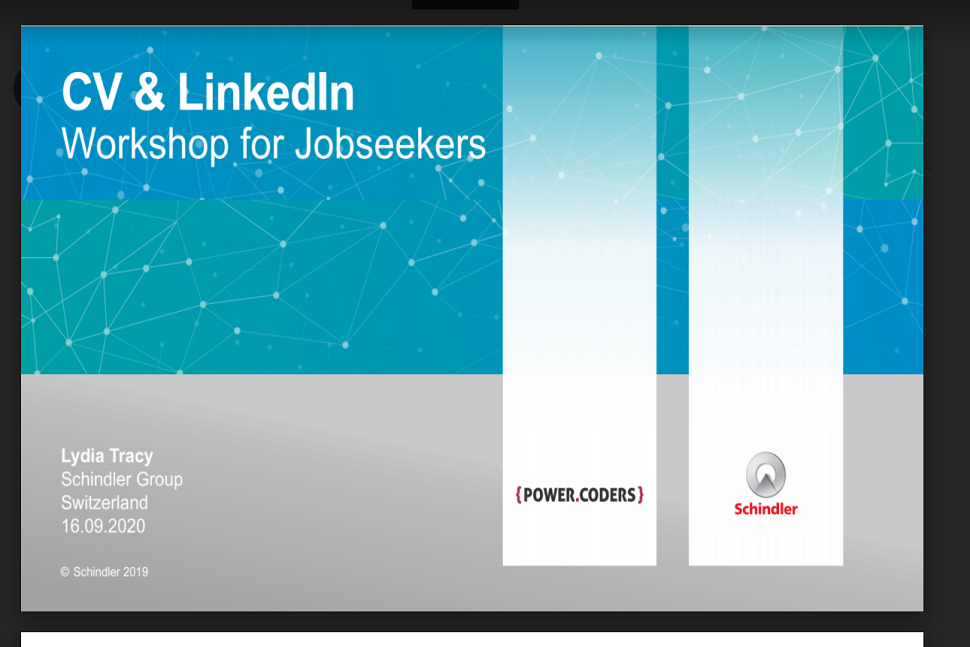 CV & LinkedIn
Workshop for Jobseekers
Lydia Tracy
Schindler Group
Switzerland
16.09.2020
© Schindler 2019
{POWER.CODERS}
Schindler